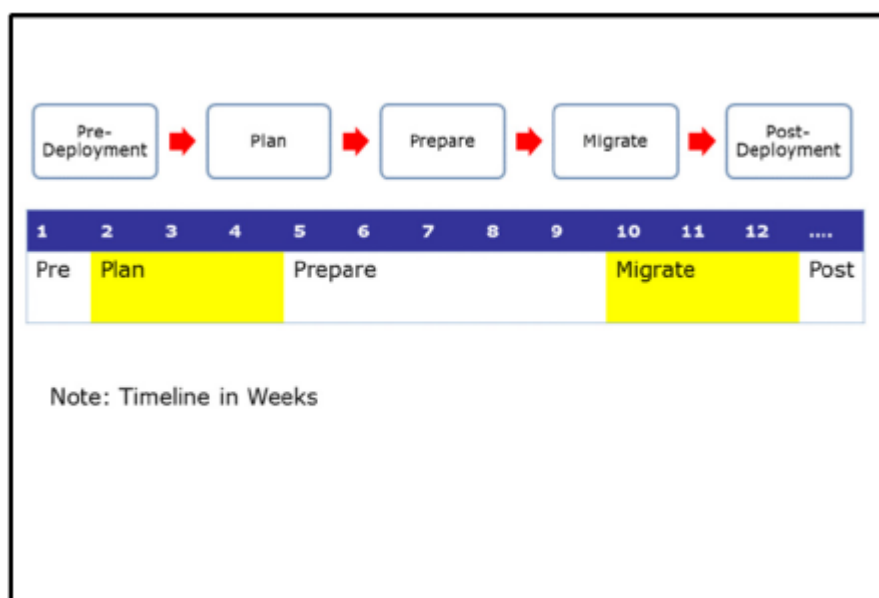 Pre-
Deployment
Plan
Prepare
Migrate
Post-
Deployment
1 2 3 4 5 6 7 8 9 10 11 12 ....
Pre Plan Prepare Migrate Post
Note: Timeline in Weeks